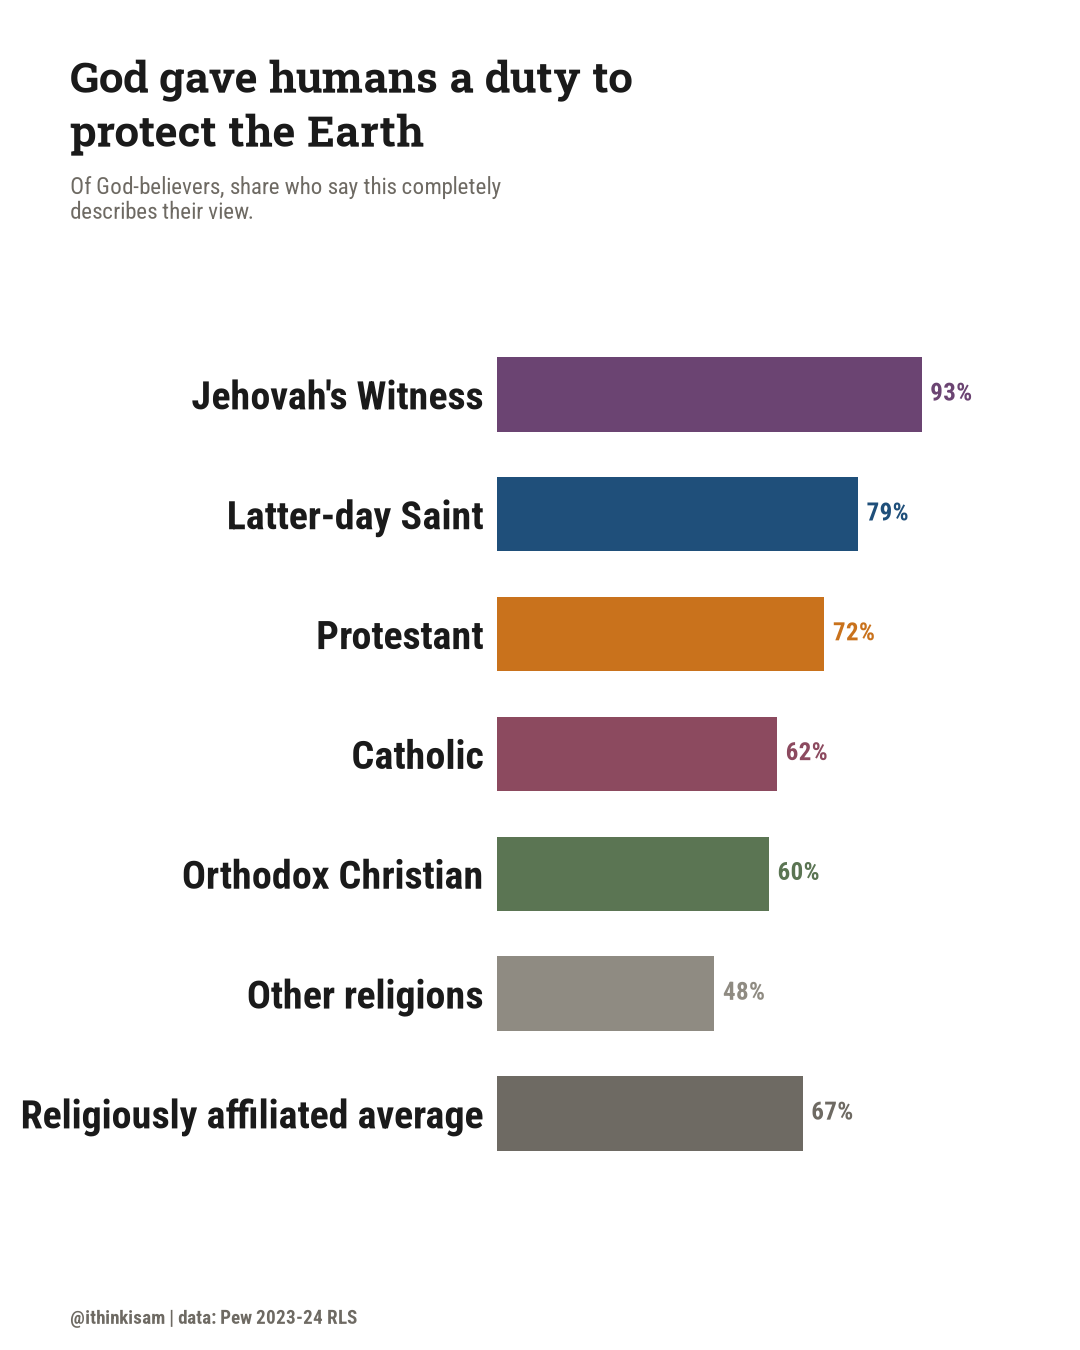 God gave humans a duty to
protect the Earth
Of God-believers, share who say this completely
describes their view.
Jehovah's Witness 93%
Latter-day Saint 79%
Protestant 72%
Catholic 62%
Orthodox Christian 60%
Other religions 48%
Religiously affiliated average 67%
@ithinkisam | data: Pew 2023-24 RLS